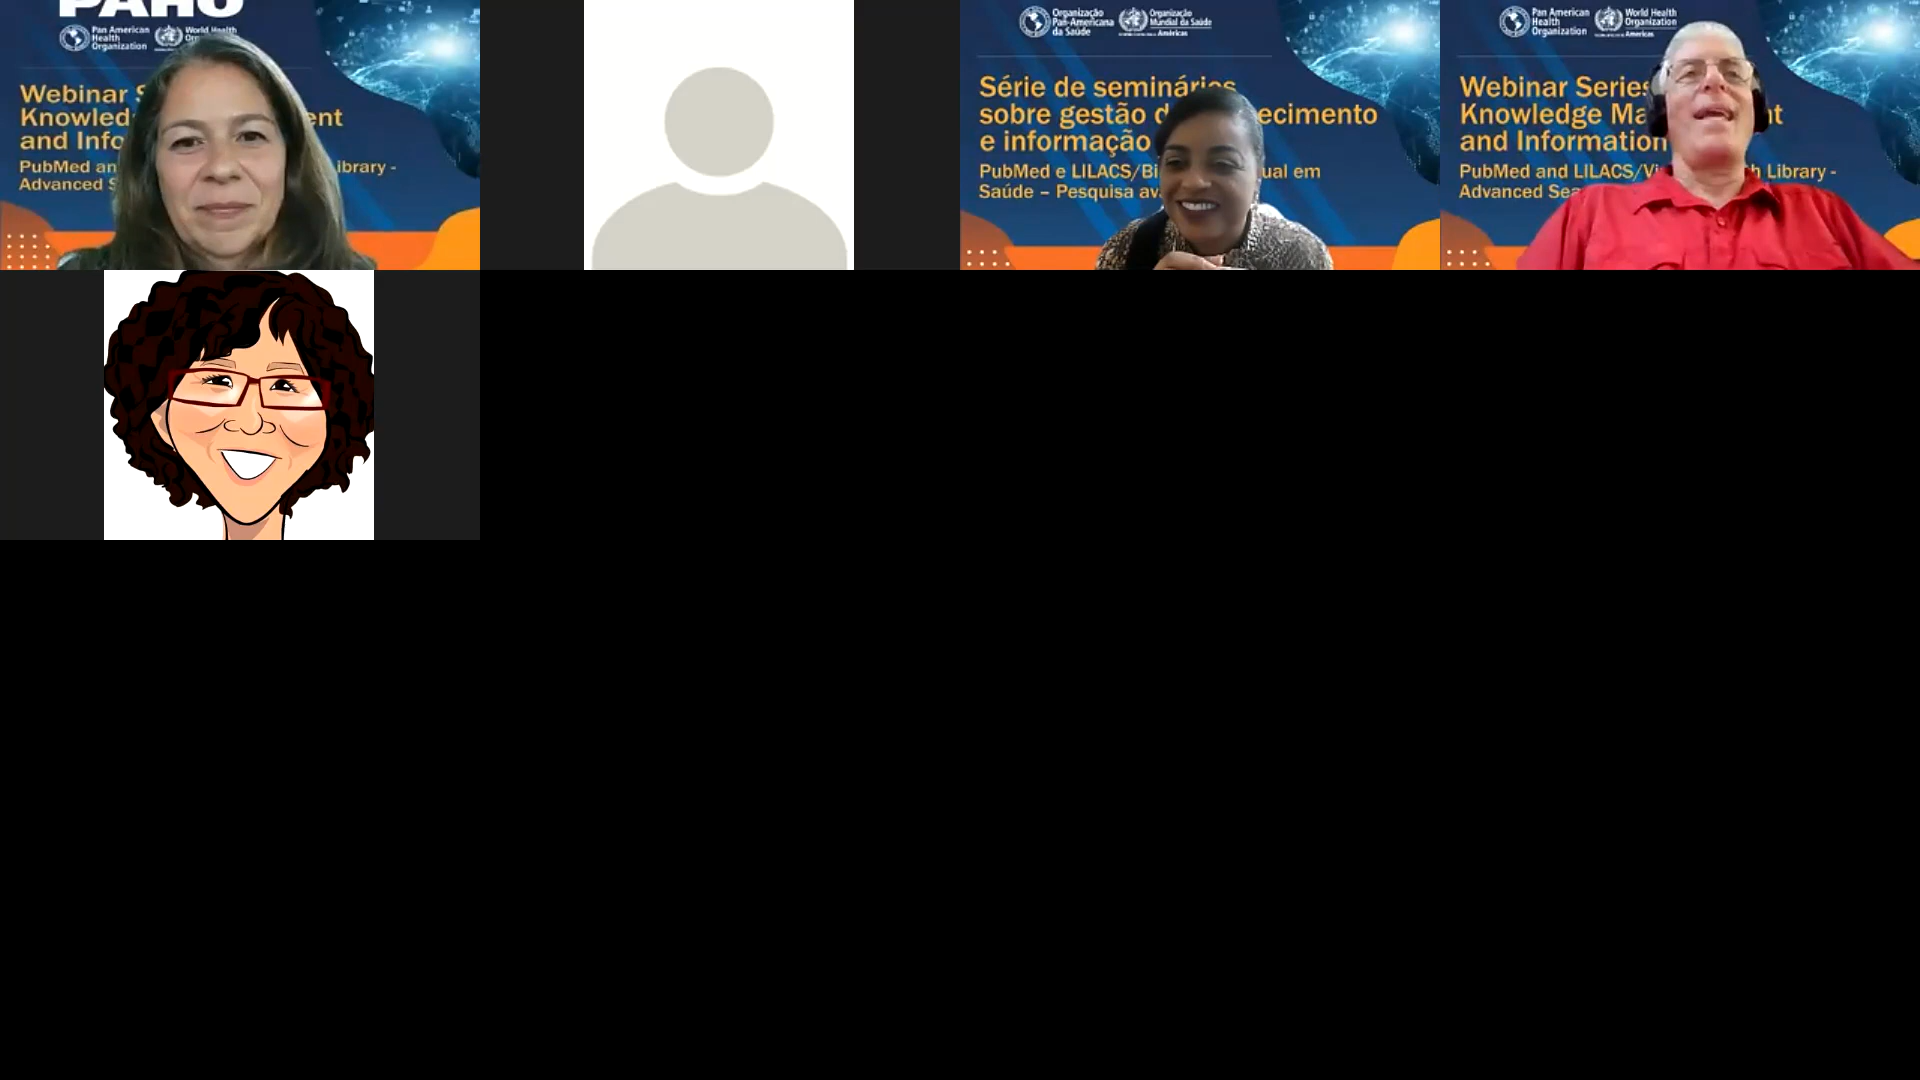 PAHO
Pan American
Health
Organization
World Health
Webinar
Knowled ent
and Info
PubMed an ibrary -
Advanced S
Organização
Pan-Americana
da Saúde
Organização
Mundial da Saúde
Américas
Série de seminários
sobre gestão d ecimento
e informação
PubMed e LILACS/Bi ual em
Saúde – Pesquisa av
Pan American
Health
Organization
World Health
Organization
Americas
Webinar Series
Knowledge Ma t
and Information
PubMed and LILACS/Vi h Library -
Advanced Sea